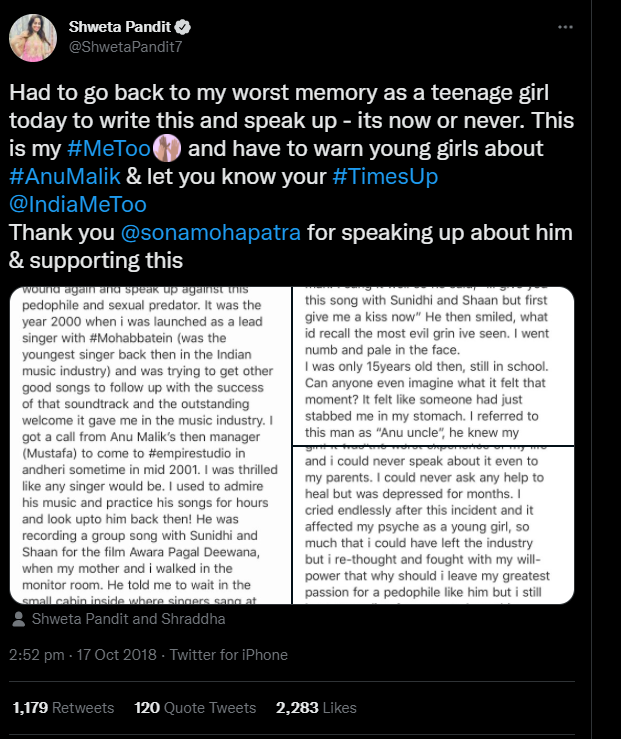 Shweta Pandit
@ShwetaPandit7
Had to go back to my worst memory as a teenage girl
today to write this and speak up - its now or never. This
is my #MeToo and have to warn young girls about
#AnuMalik & let you know your #TimesUp
@IndiaMeToo
Thank you @sonamohapatra for speaking up about him
& supporting this
wound again and speak up against this
pedophile and sexual predator. It was the
year 2000 when i was launched as a lead
singer with #Mohabbatein (was the
youngest singer back then in the Indian
music industry) and was trying to get other
good songs to follow up with the success
of that soundtrack and the outstanding
welcome it gave me in the music industry. I
got a call from Anu Malik's then manager
(Mustafa) to come to #empirestudio in
andheri sometime in mid 2001. I was thrilled
like any singer would be. I used to admire
his music and practice his songs for hours
and look upto him back then! He was
recording a group song with Sunidhi and
Shaan for the film Awara Pagal Deewana,
when my mother and i walked in the
monitor room. He told me to wait in the
small cabin inside where singers sang at
this song with Sunidhi and Shaan but first
give me a kiss now" He then smiled, what
id recall the most evil grin ive seen. I went
numb and pale in the face.
I was only 15years old then, still in school.
Can anyone even imagine what it felt that
moment? It felt like someone had just
stabbed me in my stomach. I referred to
this man as "Anu uncle", he knew my
and i could never speak about it even to
my parents. I could never ask any help to
heal but was depressed for months. I
cried endlessly after this incident and it
affected my psyche as a young girl, so
much that i could have left the industry
but i re-thought and fought with my will-
power that why should i leave my greatest
passion for a pedophile like him but i still
Shweta Pandit and Shraddha
2:52 pm · 17 Oct 2018 · Twitter for iPhone
1,179 Retweets 120 Quote Tweets 2,283 Likes